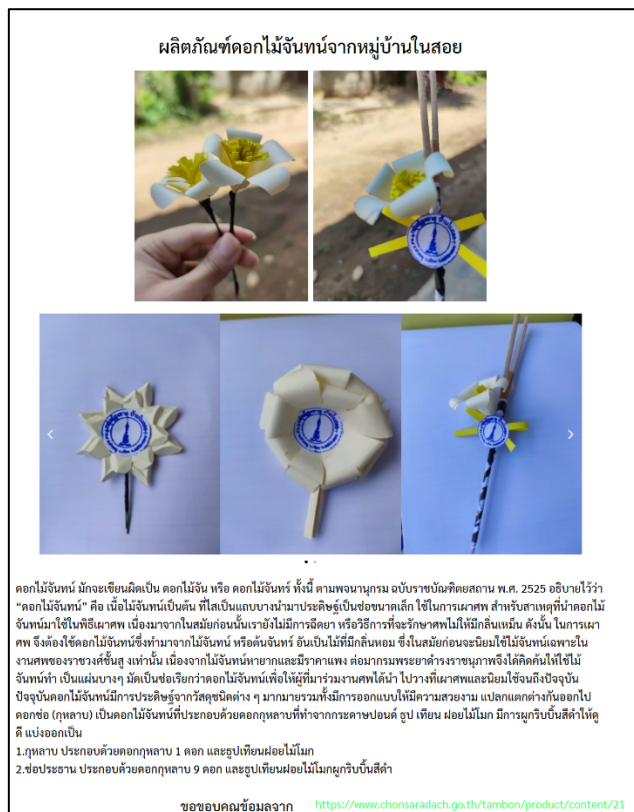 ผลิตภัณฑ์ดอกไม้จันทน์จากหมู่บ้านในสอย
ดอกไม้จันทน์ มักจะเขียนผิดเป็น ดอกไม้จัน หรือ ดอกไม้จันทร์ ทั้งนี้ ตามพจนานุกรม ฉบับราชบัณฑิตยสถาน พ.ศ. 2525 อธิบายไว้ว่า
“ดอกไม้จันทน์” คือ เนื้อไม้จันทน์เป็นต้น ที่ไสเป็นแถบบางนำมาประดิษฐ์เป็นช่อขนาดเล็ก ใช้ในการเผาศพ สำหรับสาเหตุที่นำดอกไม้
จันทน์มาใช้ในพิธีเผาศพ เนื่องมาจากในสมัยก่อนนั้นเรายังไม่มีการฉีดยา หรือวิธีการที่จะรักษาศพไม่ให้มีกลิ่นเหม็น ดังนั้น ในการเผา
ศพ จึงต้องใช้ดอกไม้จันทน์ซึ่งทำมาจากไม้จันทน์ หรือต้นจันทร์ อันเป็นไม้ที่มีกลิ่นหอม ซึ่งในสมัยก่อนจะนิยมใช้ไม้จันทน์เฉพาะใน
งานศพของราชวงศ์ชั้นสูง งเท่านั้น เนื่องจากไม้จันทน์หายากและมีราคาแพง ต่อมากรมพระยาดำรงราชานุภาพจึงได้คิดค้นให้ใช้ไม้
จันทน์ทำ เป็นแผ่นบางๆ มัดเป็นช่อเรียกว่าดอกไม้จันทน์เพื่อให้ผู้ที่มาร่วมงานศพได้นำ ไปวางที่เผาศพและนิยมใช้จนถึงปัจจุบัน
ปัจจุบันดอกไม้จันทน์มีการประดิษฐ์จากวัสดุชนิดต่าง ๆ มากมายรวมทั้งมีการออกแบบให้มีความสวยงาม แปลกแตกต่างกันออกไป
ดอกช่อ (กุหลาบ) เป็นดอกไม้จันทน์ที่ประกอบด้วยดอกกุหลาบที่ทำจากกระดาษปอนด์ ธูป เทียน ฝอยไม้โมก มีการผูกริบบิ้นสีดำให้ดู
ดี แบ่งออกเป็น
1.กุหลาบ ประกอบด้วยดอกกุหลาบ 1 ดอก และธูปเทียนฝอยไม้โมก
2.ช่อประธาน ประกอบด้วยดอกกุหลาบ 9 ดอก และธูปเทียนฝอยไม้โมกผูกริบบิ้นสีดำ
ขอขอบคุณข้อมูลจาก https://www.chonsaradach.go.th/tambon/product/content/21